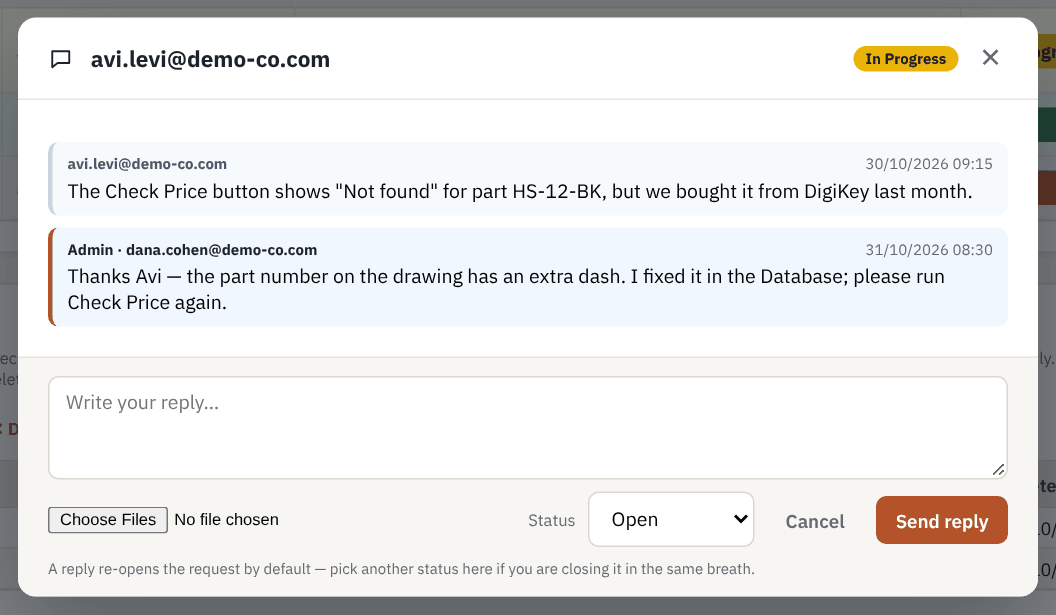 avi.levi@demo-co.com
In Progress
avi.levi@demo-co.com 30/10/2026 09:15
The Check Price button shows "Not found" for part HS-12-BK, but we bought it from DigiKey last month.
Admin · dana.cohen@demo-co.com 31/10/2026 08:30
Thanks Avi — the part number on the drawing has an extra dash. I fixed it in the Database; please run
Check Price again.
Write your reply...
Choose Files No file chosen
Status Open Cancel Send reply
A reply re-opens the request by default — pick another status here if you are closing it in the same breath.